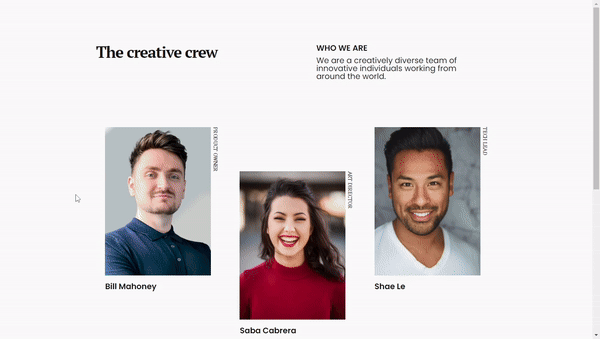 The creative crew
WHO WE ARE
We are a creatively diverse team of
innovative individuals working from
around the world.
PRODUCT OWNER
Bill Mahoney
ART DIRECTOR
Saba Cabrera
TECH LEAD
Shae Le